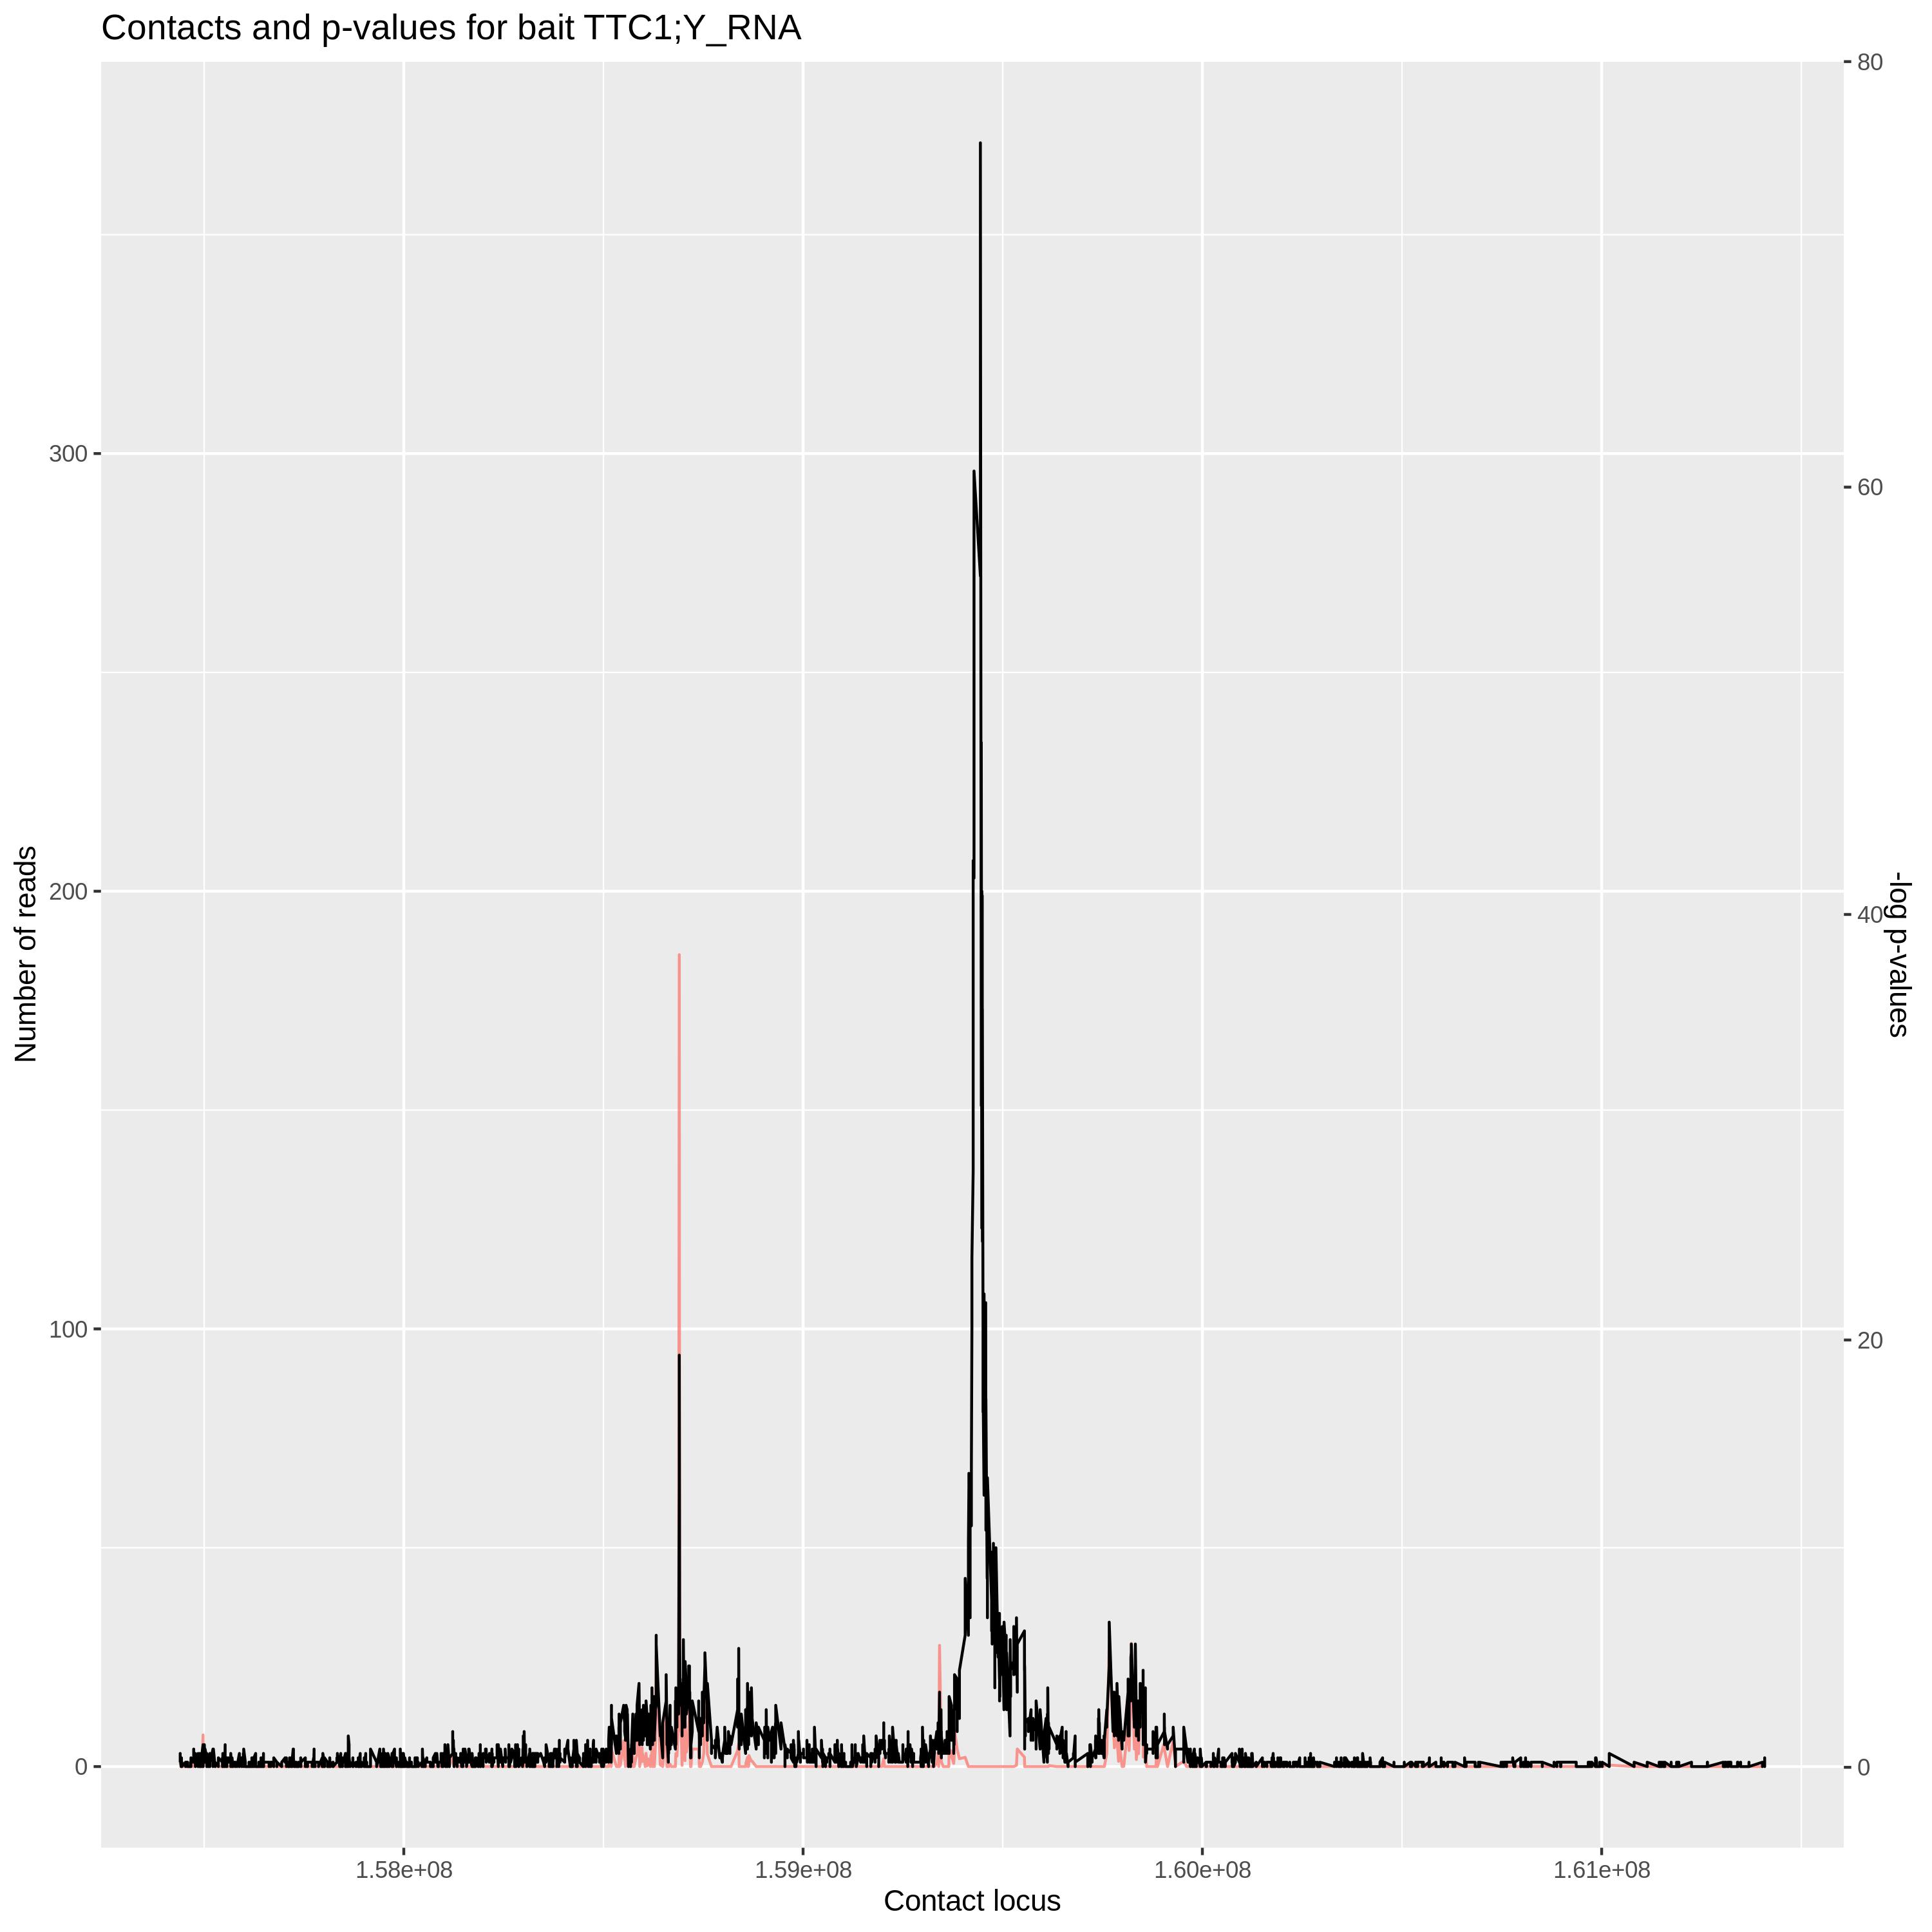 Contacts and p-values for bait TTC1;Y_RNA
80
300
60
Number of reads
200
40
-log p-values
100
20
0
0
1.58e+08
1.59e+08
1.60e+08
1.61e+08
Contact locus